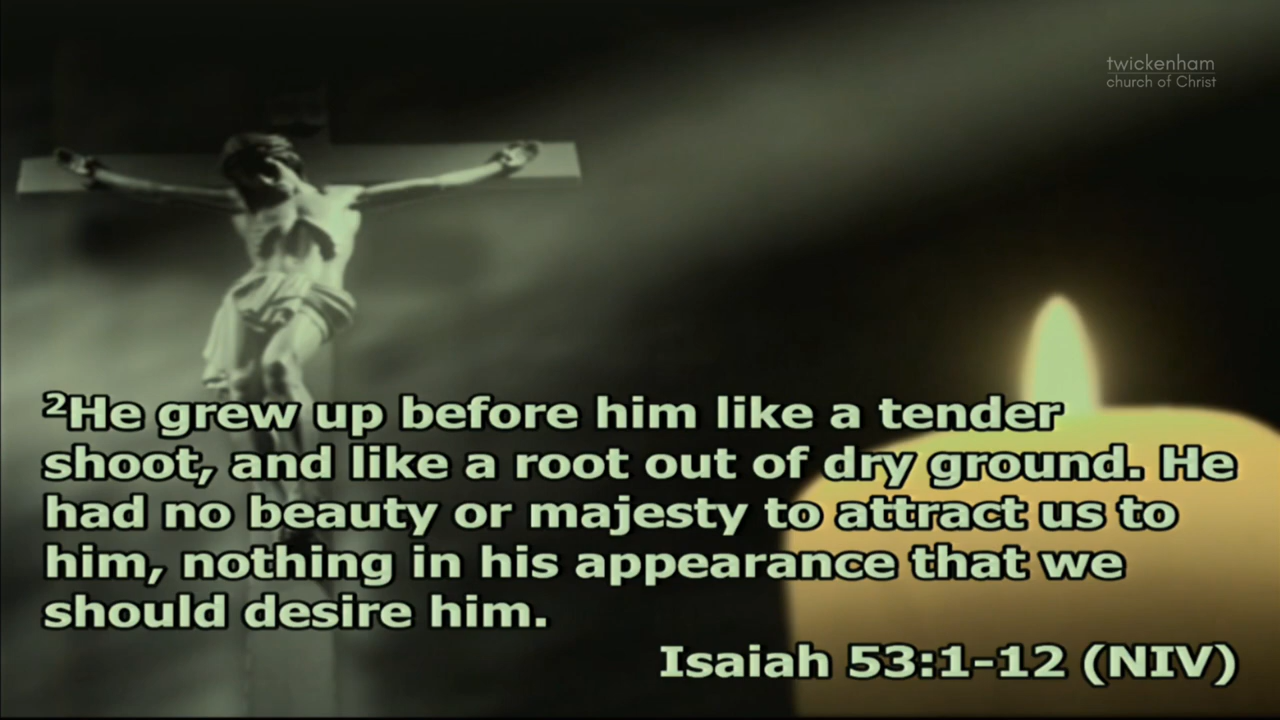 twickenham
church of Christ
²He grew up before him like a tender
shoot, and like a root out of dry ground. He
had no beauty or majesty to attract us to
him, nothing in his appearance that we
should desire him.
Isaiah 53:1-12 (NIV)